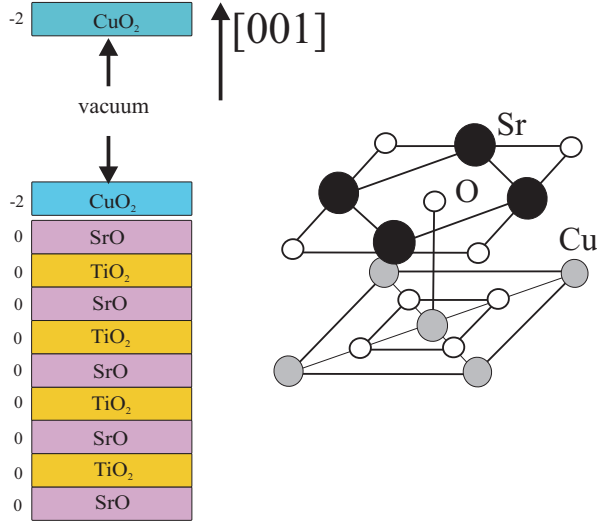 -2 CuO₂
[001]
vacuum
-2 CuO₂
0 SrO
0 TiO₂
0 SrO
0 TiO₂
0 SrO
0 TiO₂
0 SrO
0 TiO₂
0 SrO
Sr
O
Cu